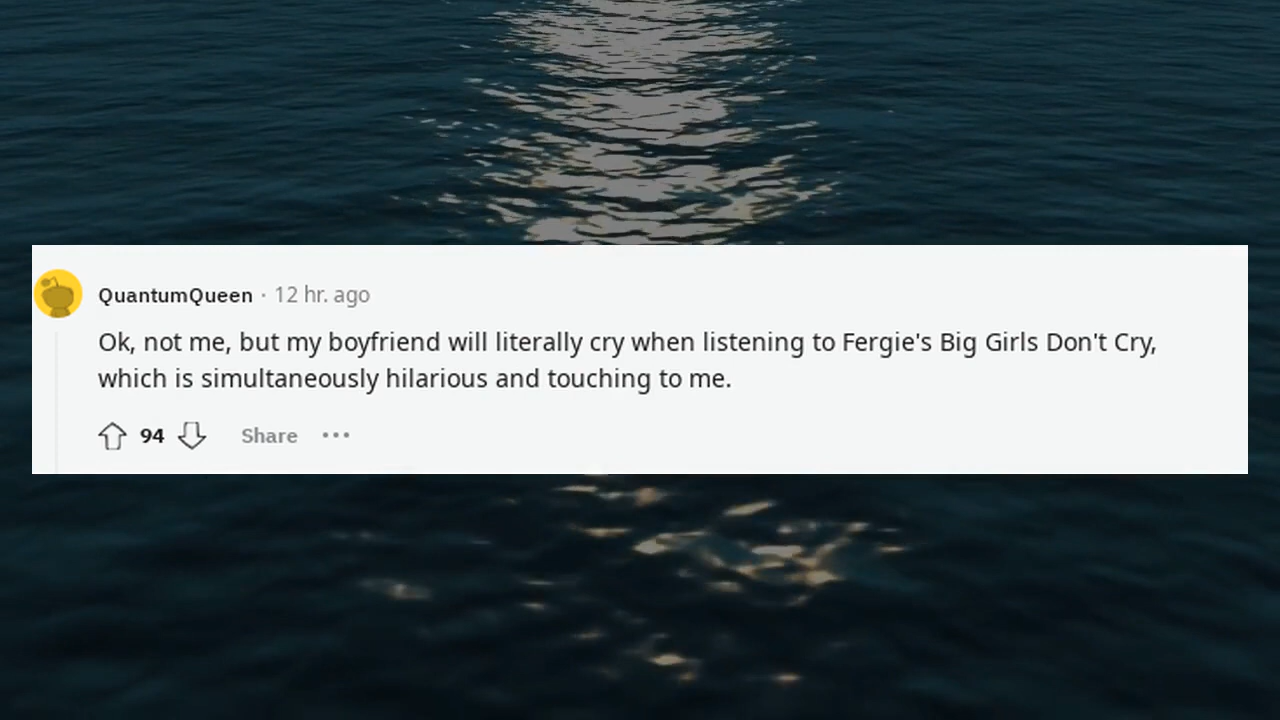 QuantumQueen · 12 hr. ago
Ok, not me, but my boyfriend will literally cry when listening to Fergie's Big Girls Don't Cry,
which is simultaneously hilarious and touching to me.
94 Share •••